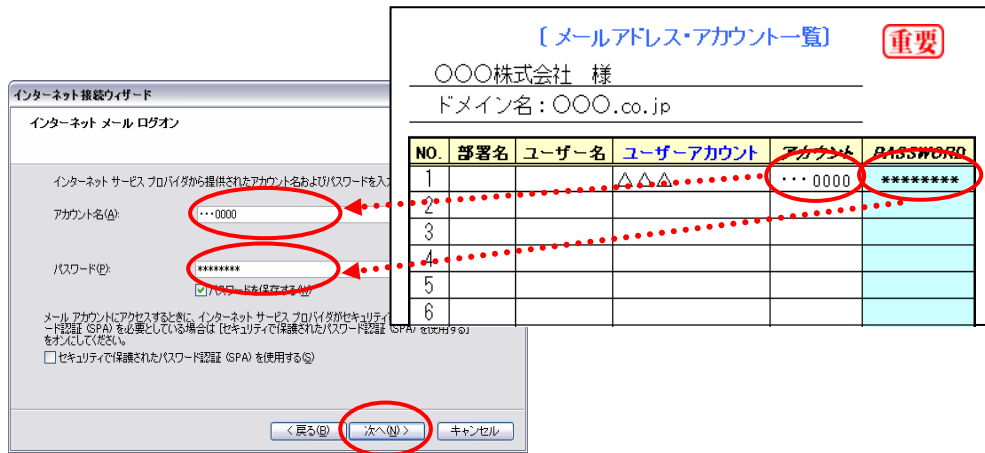 〔メールアドレス・アカウント一覧〕
重要
○○○株式会社 様
ドメイン名：○○○.co.jp
NO. 部署名 ユーザー名 ユーザーアカウント アカウント PASSWORD
1 △△△ ･･･0000 ********
2
3
4
5
6
インターネット接続ウィザード
インターネット メール ログオン
インターネット サービス プロバイダから提供されたアカウント名およびパスワードを入
アカウント名(A): ･･･0000
パスワード(P): ********
パスワードを保存する(W)
メール アカウントにアクセスするときに、インターネット サービス プロバイダがセキュリティ
ード認証 (SPA) を必要としている場合は [セキュリティで保護されたパスワード認証 (SPA) を使用する]
をオンにしてください。
セキュリティで保護されたパスワード認証 (SPA) を使用する(S)
< 戻る(B) 次へ(N) > キャンセル